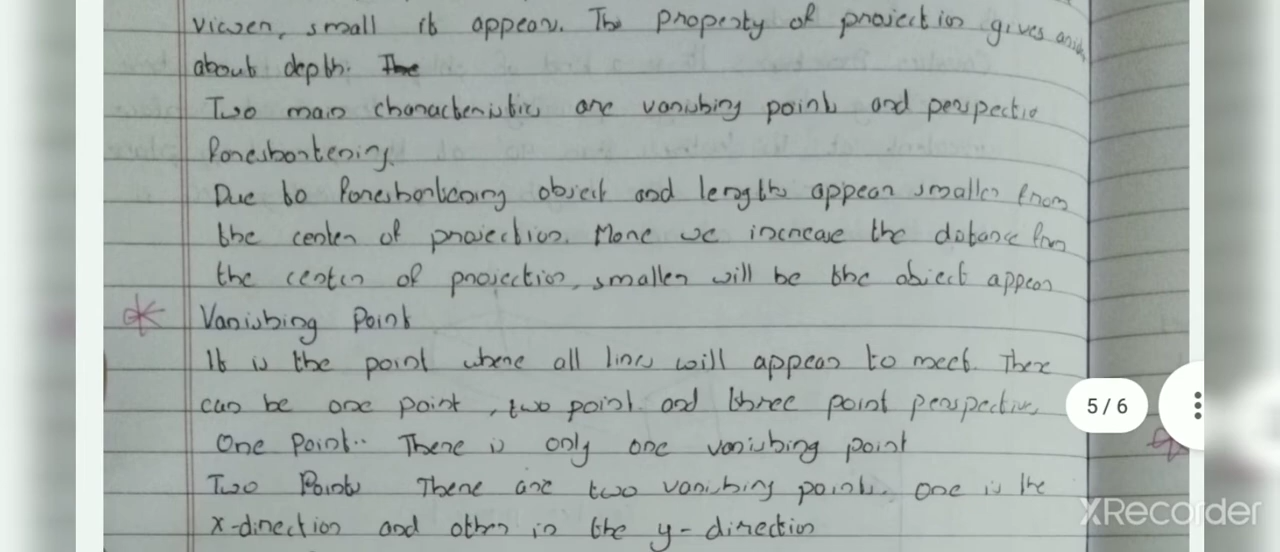 viewer, small it appear. The property of projection gives
about depth. The
Two main characteristic are vanishing point and perspective
Foreshortening.
Due to Foreshortening object and lengths appear smaller from
the center of projection. More we increase the distance from
the center of projection, smaller will be the object appear
Vanishing Point
It is the point where all lines will appear to meet. There
can be one point, two point and three point perspective.
One Point:- There is only one vanishing point
Two Points There are two vanishing points. One is the
x-direction and other in the y-direction
5/6
XRecorder